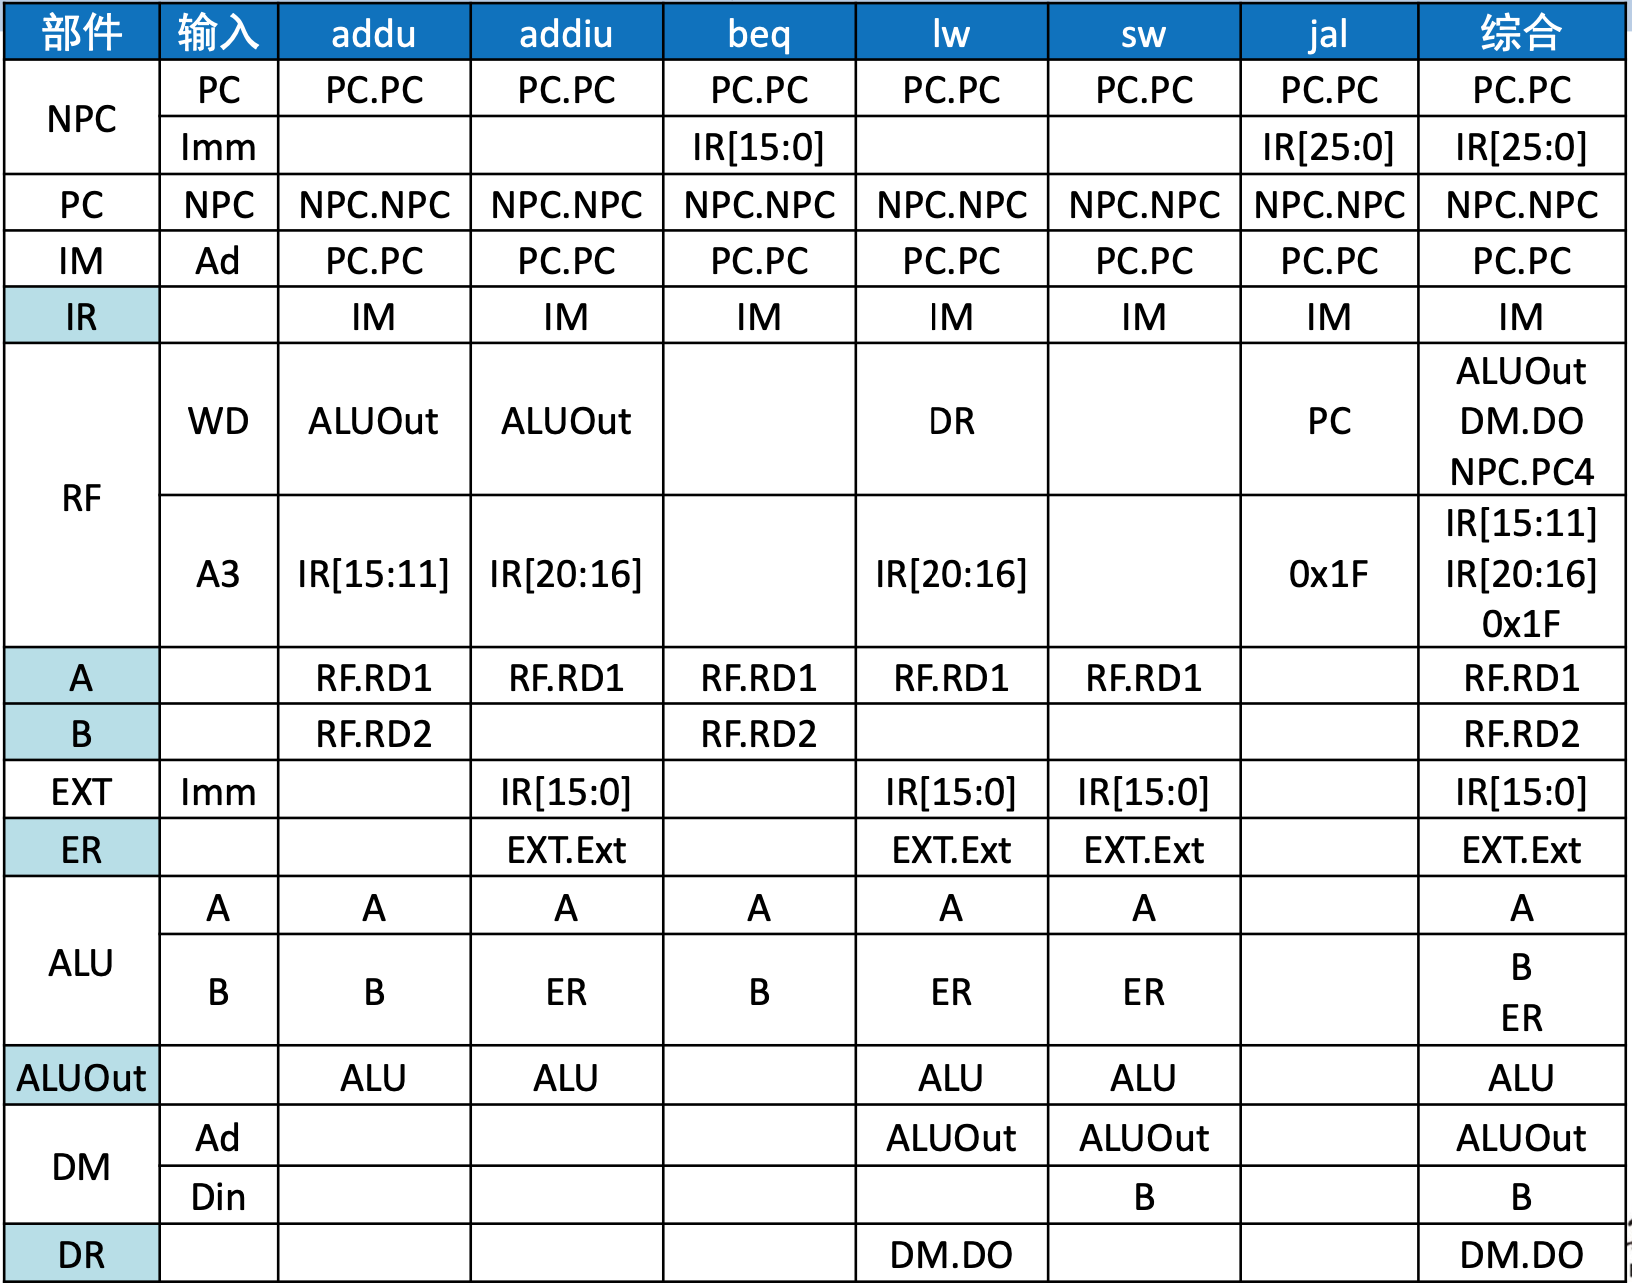 部件 输入 addu addiu beq lw sw jal 综合
NPC PC PC.PC PC.PC PC.PC PC.PC PC.PC PC.PC PC.PC
Imm IR[15:0] IR[25:0] IR[25:0]
PC NPC NPC.NPC NPC.NPC NPC.NPC NPC.NPC NPC.NPC NPC.NPC NPC.NPC
IM Ad PC.PC PC.PC PC.PC PC.PC PC.PC PC.PC PC.PC
IR IM IM IM IM IM IM IM
RF WD ALUOut ALUOut DR PC ALUOut
DM.DO
NPC.PC4
A3 IR[15:11] IR[20:16] IR[20:16] 0x1F IR[15:11]
IR[20:16]
0x1F
A RF.RD1 RF.RD1 RF.RD1 RF.RD1 RF.RD1 RF.RD1
B RF.RD2 RF.RD2 RF.RD2
EXT Imm IR[15:0] IR[15:0] IR[15:0] IR[15:0]
ER EXT.Ext EXT.Ext EXT.Ext EXT.Ext
ALU A A A A A A A
B B ER B ER ER B
ER
ALUOut ALU ALU ALU ALU ALU
DM Ad ALUOut ALUOut ALUOut
Din B B
DR DM.DO DM.DO